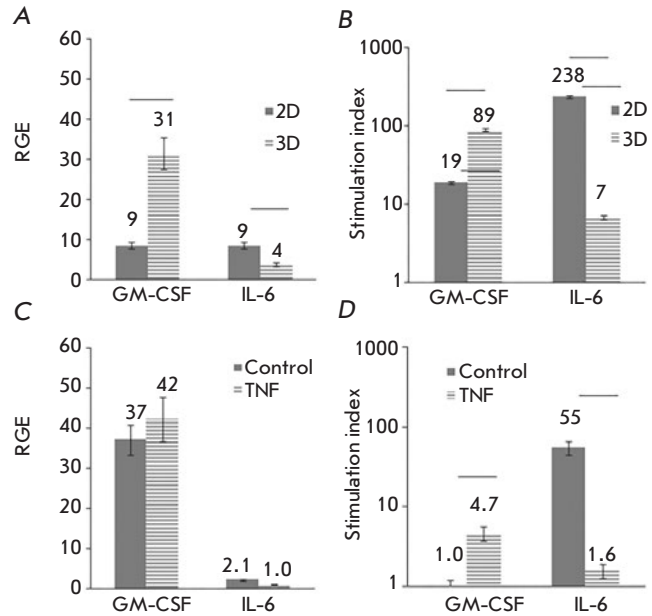 A
RGE
60
50
40
30
20
10
0
9
31
9
4
2D
3D
GM-CSF
IL-6
B
Stimulation index
1000
100
10
1
19
89
238
7
2D
3D
GM-CSF
IL-6
C
RGE
60
50
40
30
20
10
0
37
42
2.1
1.0
Control
TNF
GM-CSF
IL-6
D
Stimulation index
1000
100
10
1
1.0
4.7
55
1.6
Control
TNF
GM-CSF
IL-6